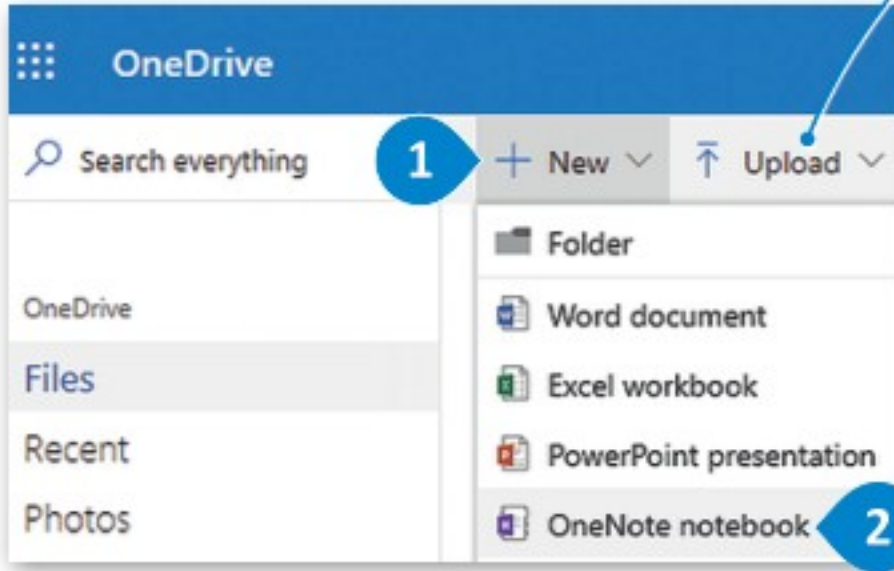 OneDrive
Search everything
1
New
Upload
Folder
OneDrive
Word document
Files
Excel workbook
Recent
PowerPoint presentation
Photos
OneNote notebook
2